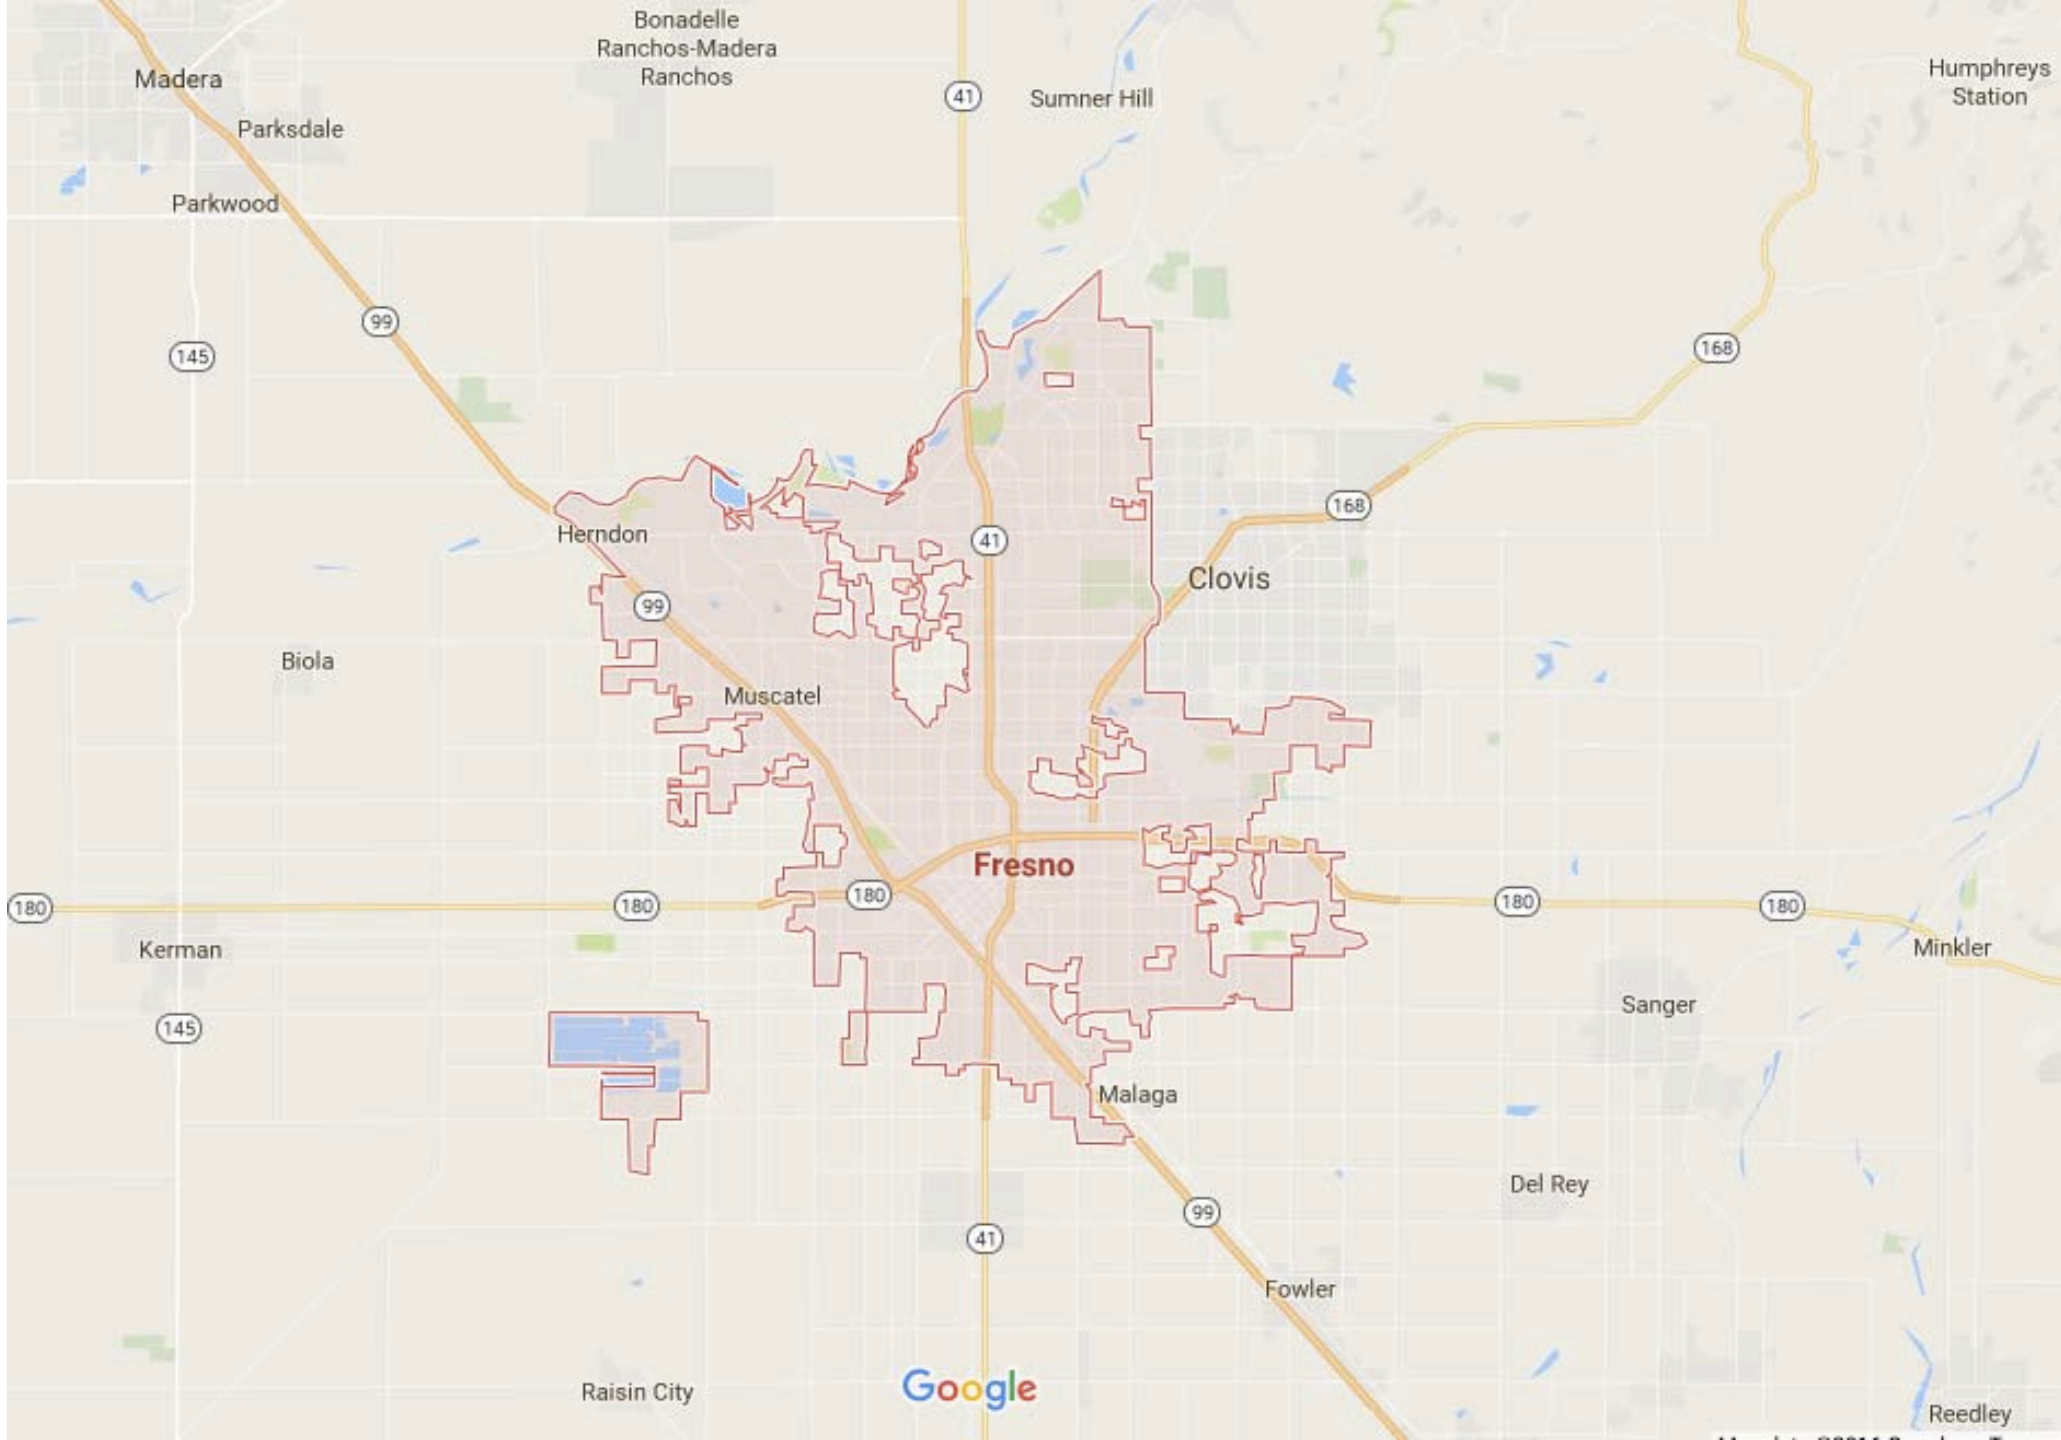 Bonadelle
Ranchos-Madera
Ranchos
Madera
41
Sumner Hill
Humphreys
Station
Parksdale
Parkwood
99
145
168
168
Herndon
41
Clovis
99
Biola
Muscatel
Fresno
180
180
180
180
180
Kerman
Minkler
Sanger
145
Malaga
Del Rey
99
41
Fowler
Google
Raisin City
Reedley